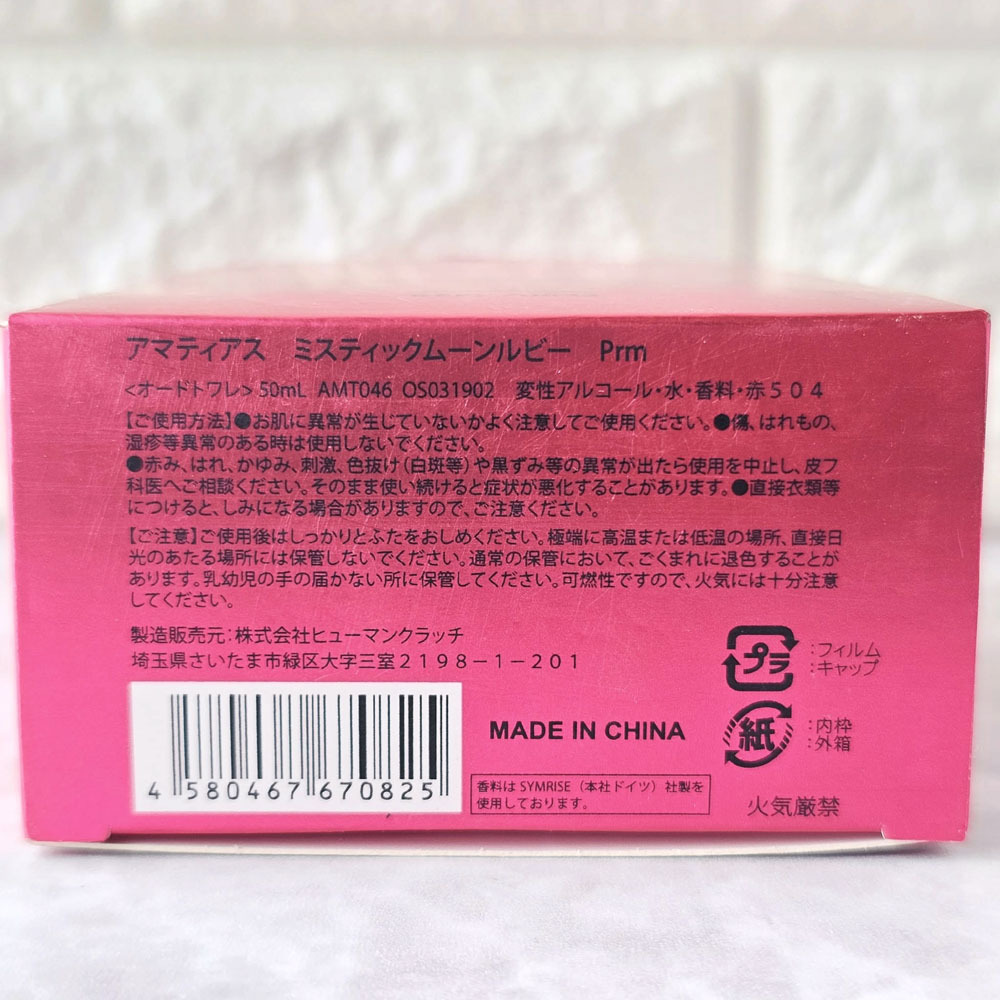 アマティアス ミスティックムーンルビー Prm
<オードトワレ> 50mL AMT046 OS031902 変性アルコール・水・香料・赤504
【ご使用方法】●お肌に異常が生じていないかよく注意してご使用ください。●傷、はれもの、
湿疹等異常のある時は使用しないでください。
●赤み、はれ、かゆみ、刺激、色抜け(白斑等)や黒ずみ等の異常が出たら使用を中止し、皮フ
科医へご相談ください。そのまま使い続けると症状が悪化することがあります。●直接衣類等
につけると、しみになる場合がありますので、ご注意ください。
【ご注意】ご使用後はしっかりとふたをおしめください。極端に高温または低温の場所、直接日
光のあたる場所には保管しないでください。通常の保管において、ごくまれに退色することが
あります。乳幼児の手の届かない所に保管してください。可燃性ですので、火気には十分注意
してください。
製造販売元：株式会社ヒューマンクラッチ
埼玉県さいたま市緑区大字三室2198－1－201
プラ
：フィルム
：キャップ
紙
：内枠
：外箱
MADE IN CHINA
4 580467 670825
香料は SYMRISE（本社ドイツ）社製を
使用しております。
火気厳禁